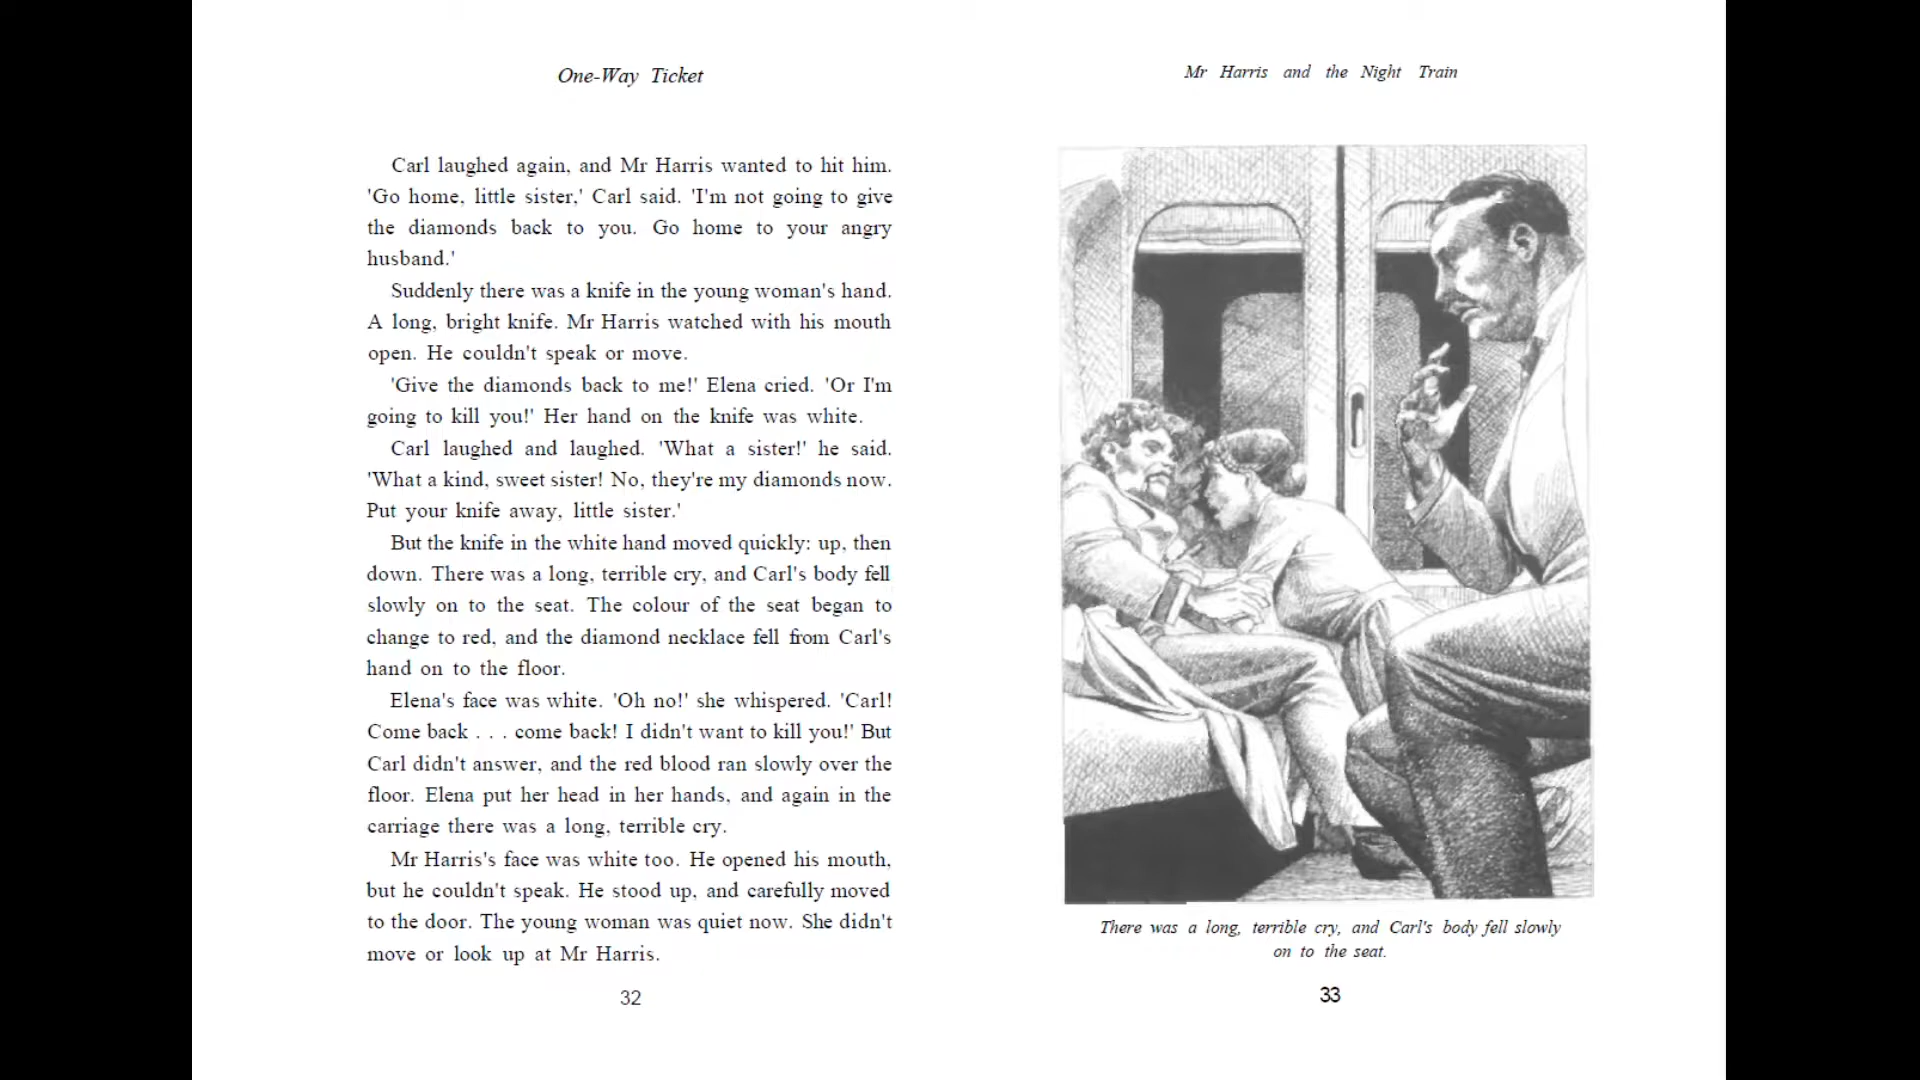 One-Way Ticket
Carl laughed again, and Mr Harris wanted to hit him.
'Go home, little sister,' Carl said. 'I'm not going to give
the diamonds back to you. Go home to your angry
husband.'
Suddenly there was a knife in the young woman's hand.
A long, bright knife. Mr Harris watched with his mouth
open. He couldn't speak or move.
'Give the diamonds back to me!' Elena cried. 'Or I'm
going to kill you!' Her hand on the knife was white.
Carl laughed and laughed. 'What a sister!' he said.
'What a kind, sweet sister! No, they're my diamonds now.
Put your knife away, little sister.'
But the knife in the white hand moved quickly: up, then
down. There was a long, terrible cry, and Carl's body fell
slowly on to the seat. The colour of the seat began to
change to red, and the diamond necklace fell from Carl's
hand on to the floor.
Elena's face was white. 'Oh no!' she whispered. 'Carl!
Come back . . . come back! I didn't want to kill you!' But
Carl didn't answer, and the red blood ran slowly over the
floor. Elena put her head in her hands, and again in the
carriage there was a long, terrible cry.
Mr Harris's face was white too. He opened his mouth,
but he couldn't speak. He stood up, and carefully moved
to the door. The young woman was quiet now. She didn't
move or look up at Mr Harris.
32
Mr Harris and the Night Train
There was a long, terrible cry, and Carl's body fell slowly
on to the seat.
33